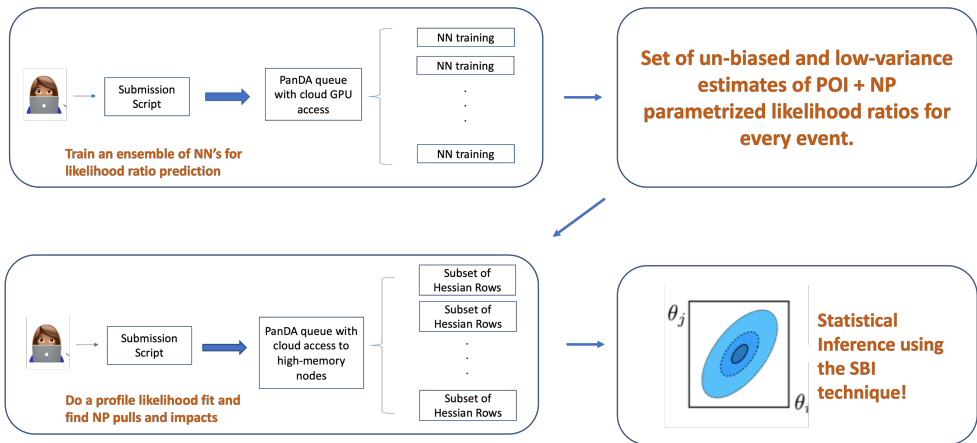 Submission
Script
PanDA queue
with cloud GPU
access
NN training
NN training
.
.
.
NN training
Train an ensemble of NN's for
likelihood ratio prediction
Set of un-biased and low-variance
estimates of POI + NP
parametrized likelihood ratios for
every event.
Submission
Script
PanDA queue with
cloud access to
high-memory
nodes
Subset of
Hessian Rows
Subset of
Hessian Rows
.
.
.
Subset of
Hessian Rows
Do a profile likelihood fit and
find NP pulls and impacts
θj
θi
Statistical
Inference using
the SBI
technique!